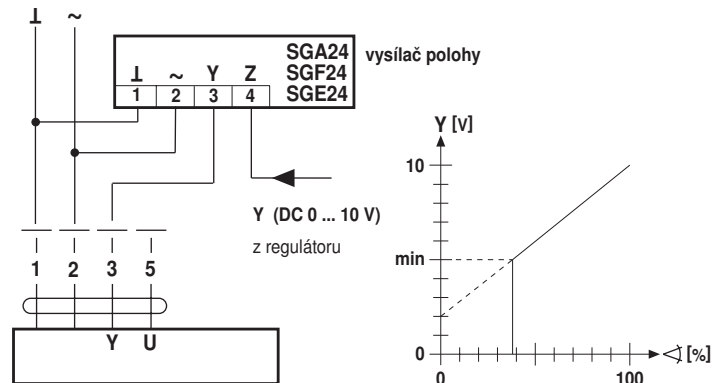 ⊥ ~
SGA24 vysílač polohy
SGF24
SGE24
⊥ ~ Y Z
1 2 3 4
Y (DC 0 ... 10 V)
z regulátoru
1 2 3 5
Y U
Y [V]
10
min
0
0 100
[%]